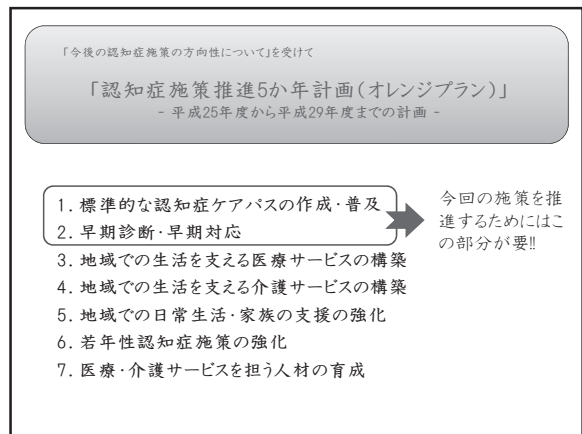 「今後の認知症施策の方向性について」を受けて
「認知症施策推進5か年計画(オレンジプラン)」
- 平成25年度から平成29年度までの計画 -
1. 標準的な認知症ケアパスの作成・普及
2. 早期診断・早期対応
3. 地域での生活を支える医療サービスの構築
4. 地域での生活を支える介護サービスの構築
5. 地域での日常生活・家族の支援の強化
6. 若年性認知症施策の強化
7. 医療・介護サービスを担う人材の育成
今回の施策を推
進するためにはこ
の部分が要!!